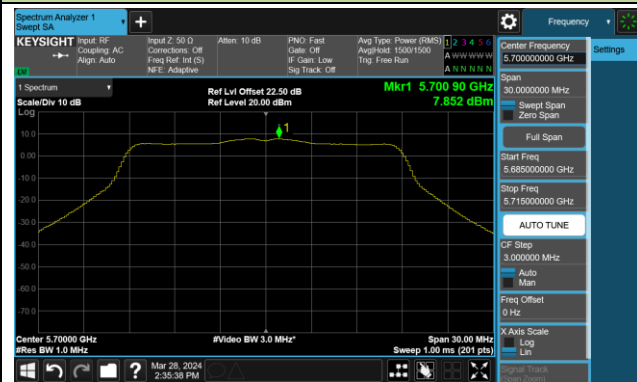 Spectrum Analyzer 1
Swept SA
Frequency
KEYSIGHT
Input: RF
Coupling: AC
Align: Auto
Input Z: 50 Ω
Corrections: Off
Freq Ref: Int (S)
NFE: Adaptive
Atten: 10 dB
PNO: Fast
Gate: Off
IF Gain: Low
Sig Track: Off
Avg Type: Power (RMS)
Avg|Hold: 1500/1500
Trig: Free Run
1 2 3 4 5 6
A W W W W W
A N N N N N
1 Spectrum
Scale/Div 10 dB
Log
Ref Lvl Offset 22.50 dB
Ref Level 20.00 dBm
Mkr1 5.700 90 GHz
7.852 dBm
1
10.0
0.00
-10.0
-20.0
-30.0
-40.0
-50.0
-60.0
-70.0
Center 5.70000 GHz
#Res BW 1.0 MHz
#Video BW 3.0 MHz*
Span 30.00 MHz
Sweep 1.00 ms (201 pts)
Mar 28, 2024
2:35:38 PM
Center Frequency
5.700000000 GHz
Settings
Span
30.0000000 MHz
Swept Span
Zero Span
Full Span
Start Freq
5.685000000 GHz
Stop Freq
5.715000000 GHz
AUTO TUNE
CF Step
3.000000 MHz
Auto
Man
Freq Offset
0 Hz
X Axis Scale
Log
Lin
Signal Track
(Span Zoom)